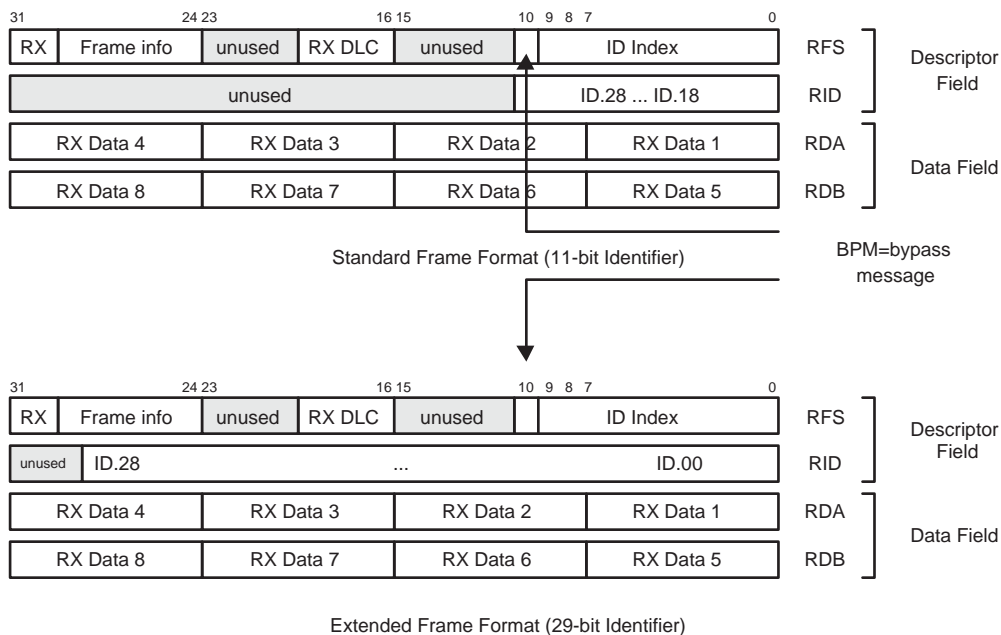 31 24 23 16 15 10 9 8 7 0
RX Frame info unused RX DLC unused ID Index RFS
unused ID.28 ... ID.18 RID
Descriptor
Field
RX Data 4 RX Data 3 RX Data 2 RX Data 1 RDA
RX Data 8 RX Data 7 RX Data 6 RX Data 5 RDB
Data Field
Standard Frame Format (11-bit Identifier)
BPM=bypass
message
31 24 23 16 15 10 9 8 7 0
RX Frame info unused RX DLC unused ID Index RFS
unused ID.28 ... ID.00 RID
Descriptor
Field
RX Data 4 RX Data 3 RX Data 2 RX Data 1 RDA
RX Data 8 RX Data 7 RX Data 6 RX Data 5 RDB
Data Field
Extended Frame Format (29-bit Identifier)